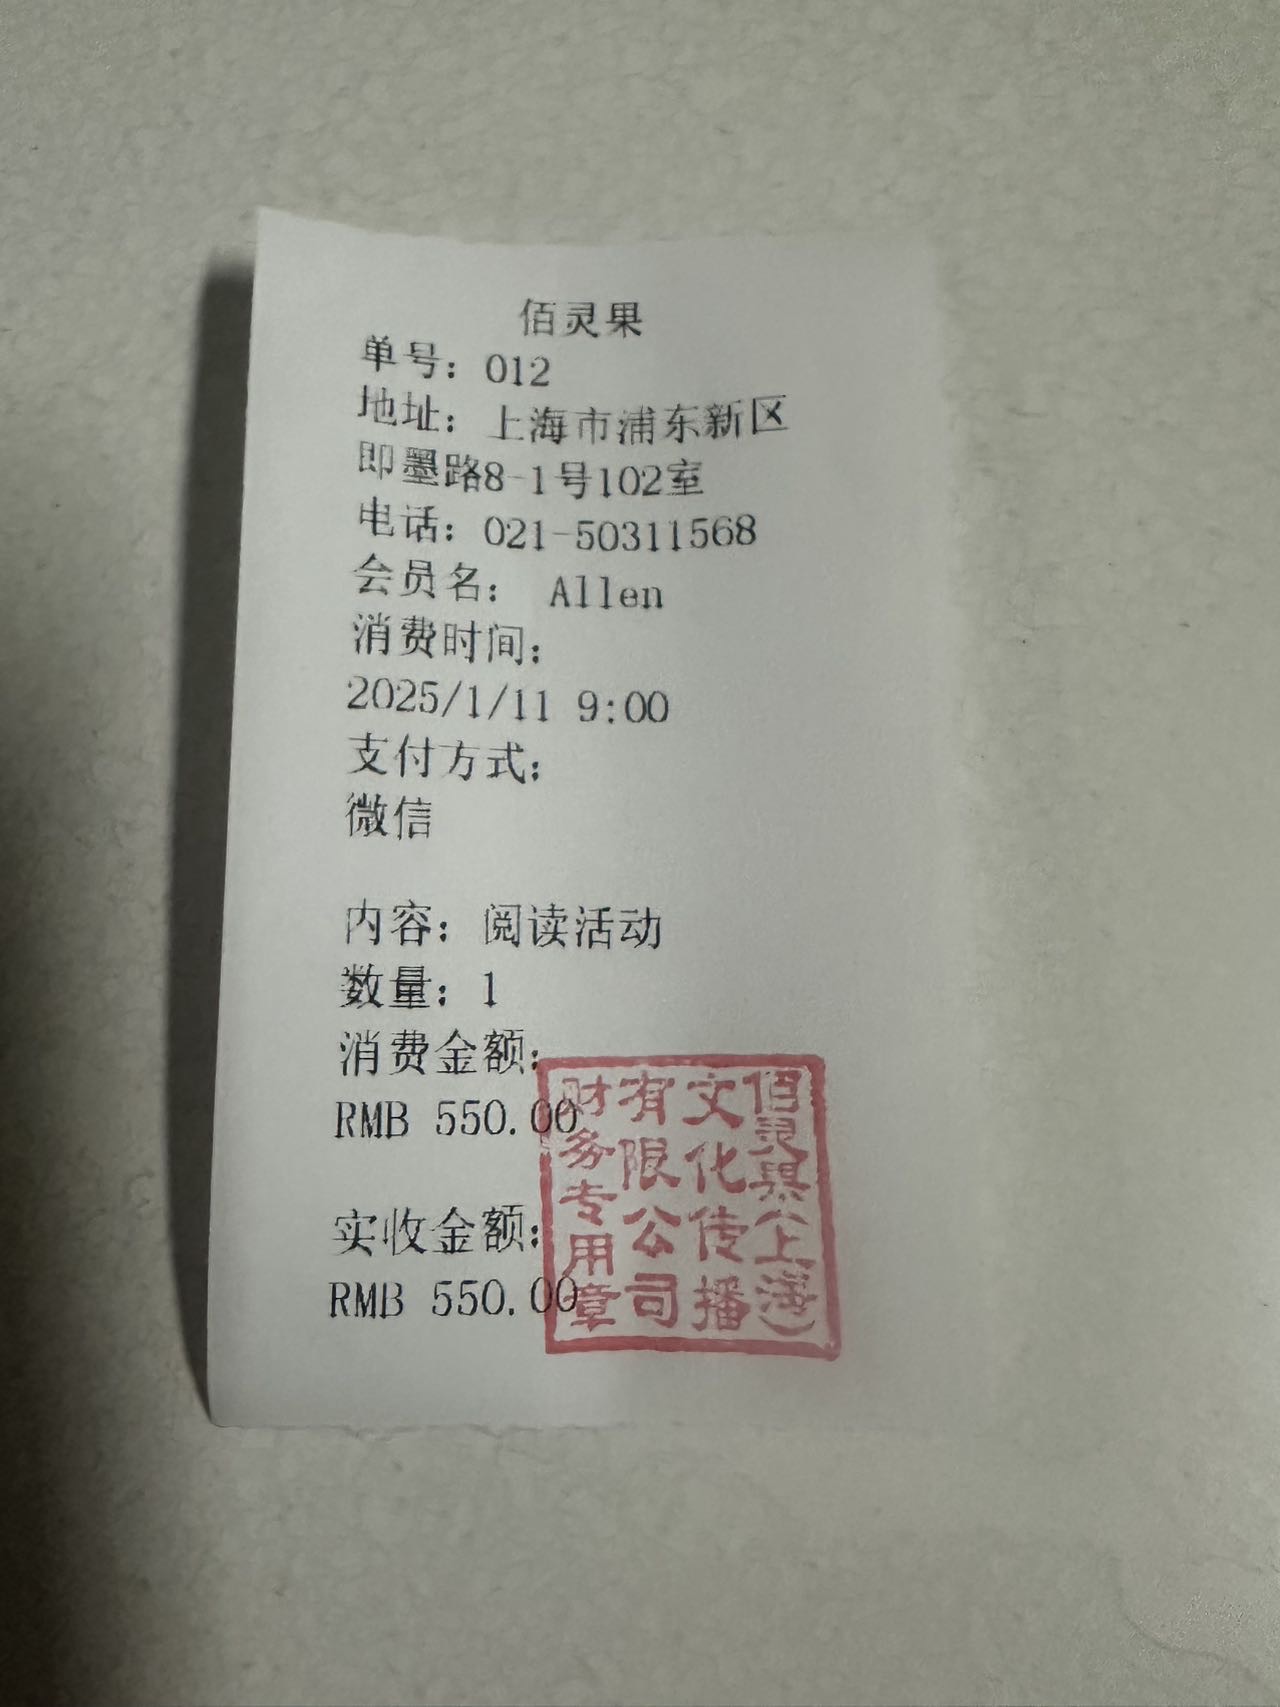 佰灵果
单号：012
地址：上海市浦东新区
即墨路8-1号102室
电话：021-50311568
会员名： Allen
消费时间：
2025/1/11 9:00
支付方式：
微信
内容：阅读活动
数量：1
消费金额：
RMB 550.00
实收金额：
RMB 550.00
佰灵果（上海）
文化传播
有限公司
财务专用章